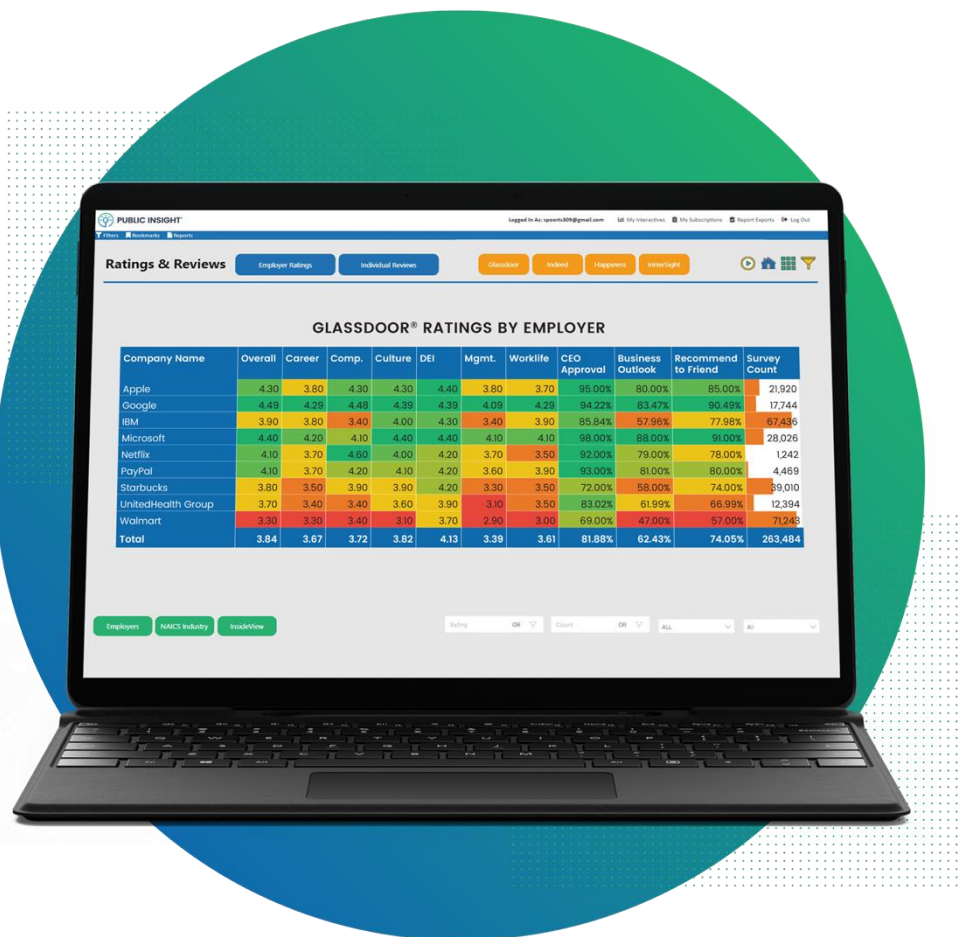 PUBLIC INSIGHT
Logged In As: spoorts309@gmail.com My Interactives My Subscriptions Report Exports Log Out
Filters Bookmarks Reports
Ratings & Reviews Employer Ratings Individual Reviews Glassdoor Indeed Happiness InHerSight
GLASSDOOR® RATINGS BY EMPLOYER
Company Name Overall Career Comp. Culture DEI Mgmt. Worklife CEO Approval Business Outlook Recommend to Friend Survey Count
Apple 4.30 3.80 4.30 4.30 4.40 3.80 3.70 95.00% 80.00% 85.00% 21,920
Google 4.49 4.29 4.48 4.39 4.39 4.09 4.29 94.22% 83.47% 90.49% 17,744
IBM 3.90 3.80 3.40 4.00 4.30 3.40 3.90 85.84% 57.96% 77.98% 67,436
Microsoft 4.40 4.20 4.10 4.40 4.40 4.10 4.10 98.00% 88.00% 91.00% 28,026
Netflix 4.10 3.70 4.60 4.00 4.20 3.70 3.50 92.00% 79.00% 78.00% 1,242
PayPal 4.10 3.70 4.20 4.10 4.20 3.60 3.90 93.00% 81.00% 80.00% 4,469
Starbucks 3.80 3.50 3.90 3.90 4.20 3.30 3.50 72.00% 58.00% 74.00% 39,010
UnitedHealth Group 3.70 3.40 3.40 3.60 3.90 3.10 3.50 83.02% 61.99% 66.99% 12,394
Walmart 3.30 3.30 3.40 3.10 3.70 2.90 3.00 69.00% 47.00% 57.00% 71,243
Total 3.84 3.67 3.72 3.82 4.13 3.39 3.61 81.88% 62.43% 74.05% 263,484
Employers NAICS Industry InsideView Rating OR Count OR ALL All